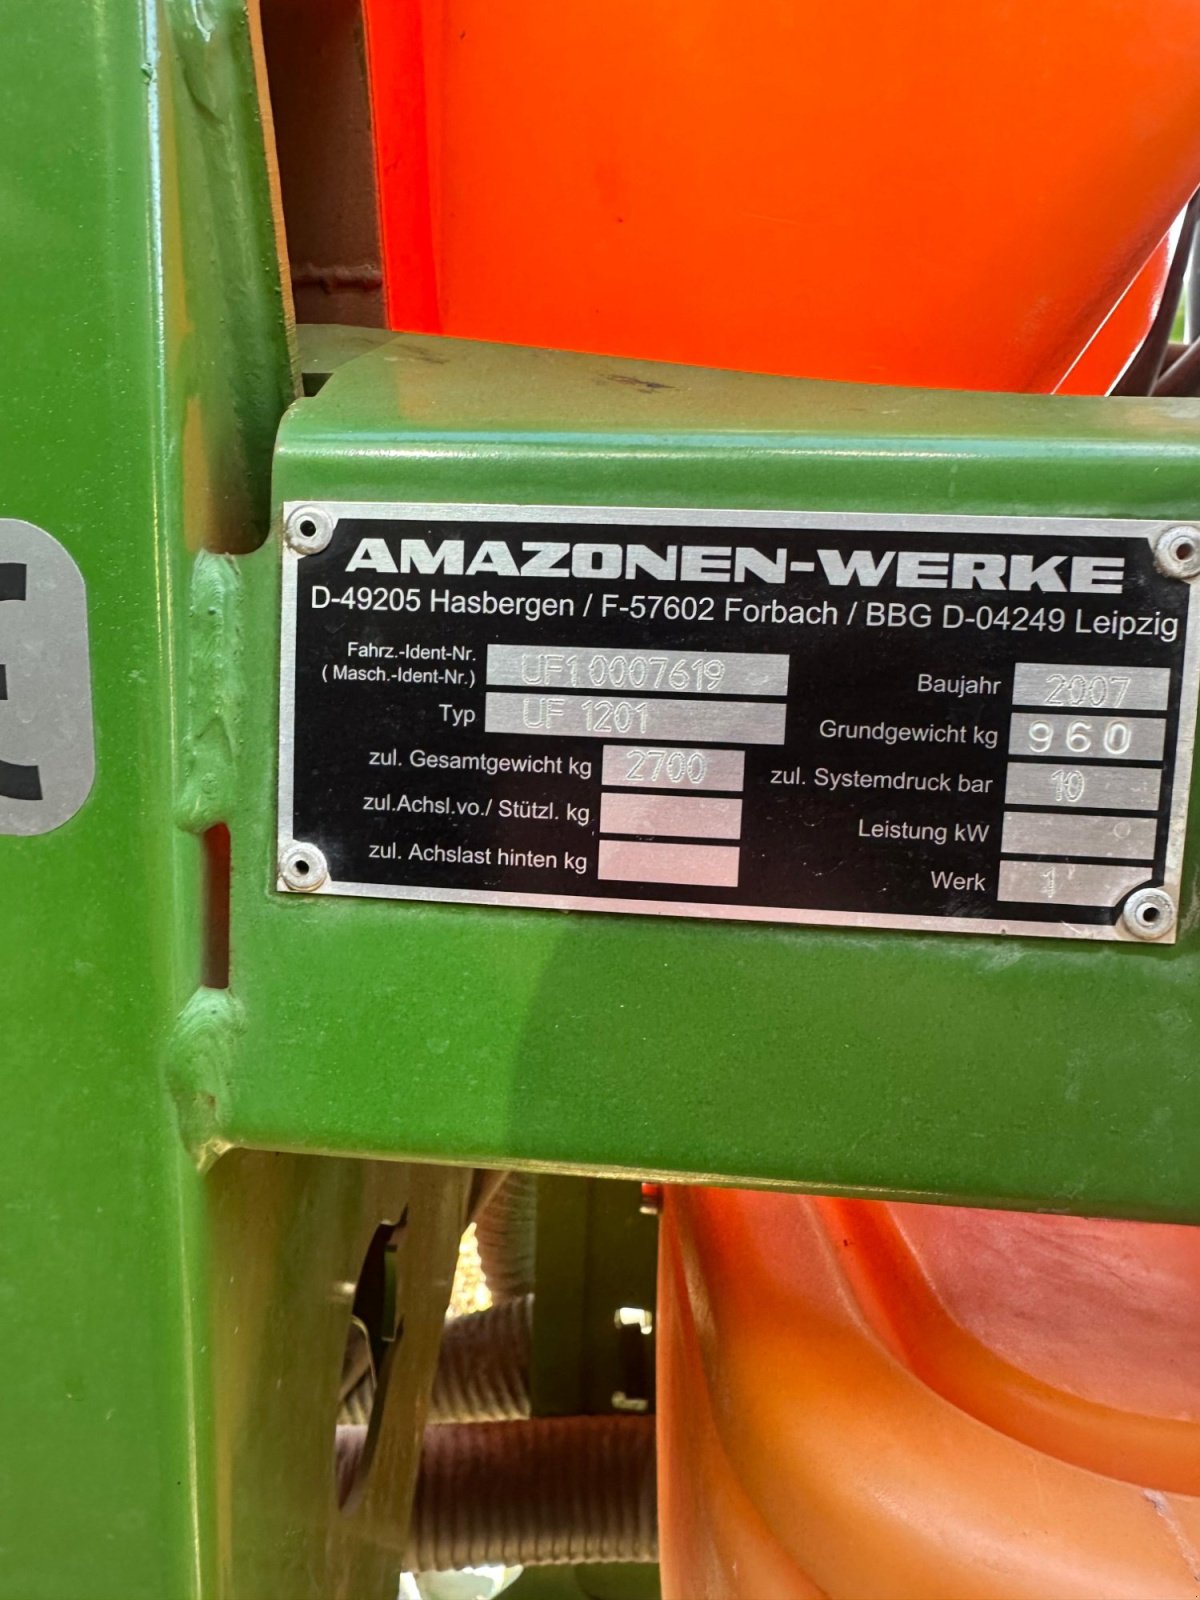 AMAZONEN-WERKE
D-49205 Hasbergen / F-57602 Forbach / BBG D-04249 Leipzig
Fahrz.-Ident-Nr.
( Masch.-Ident-Nr.) UF1 0007619
Typ UF 1201
zul. Gesamtgewicht kg 2700
zul.Achsl.vo./ Stützl. kg
zul. Achslast hinten kg
Baujahr 2007
Grundgewicht kg 960
zul. Systemdruck bar 10
Leistung kW
Werk 1